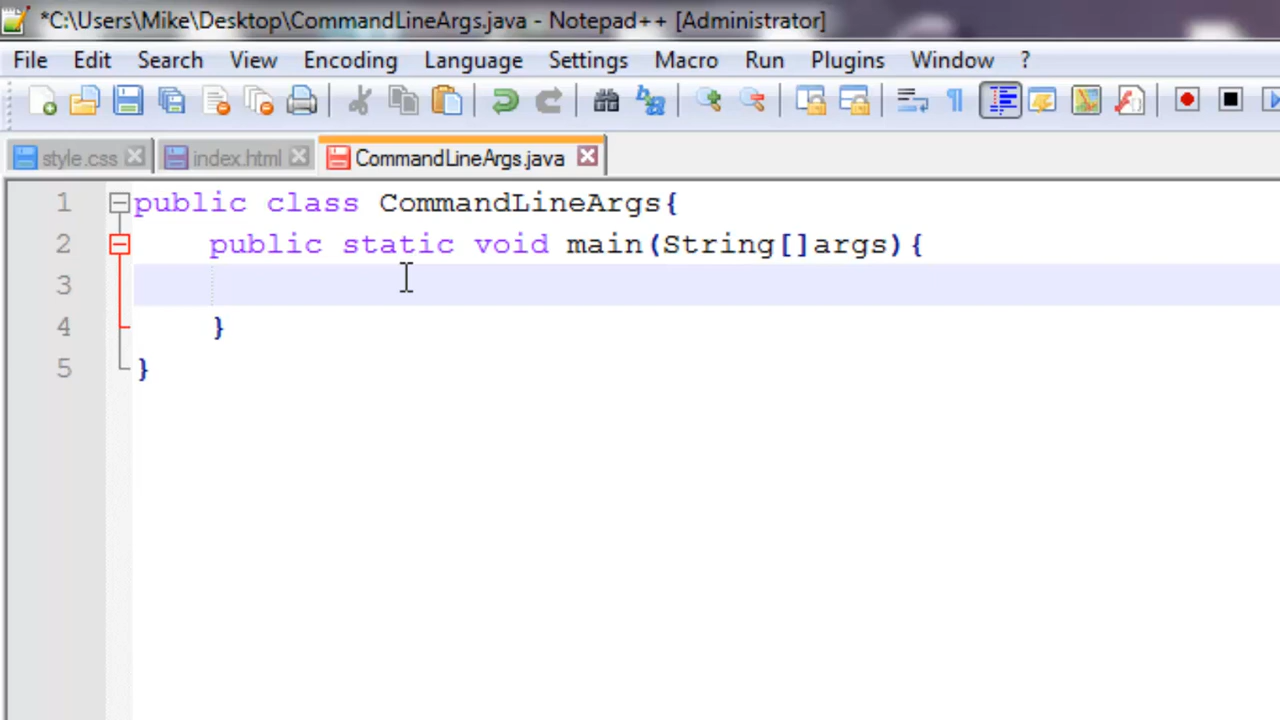 *C:\Users\Mike\Desktop\CommandLineArgs.java - Notepad++ [Administrator]
File Edit Search View Encoding Language Settings Macro Run Plugins Window ?
style.css index.html CommandLineArgs.java
1 public class CommandLineArgs{
2 public static void main(String[]args){
3
4 }
5 }